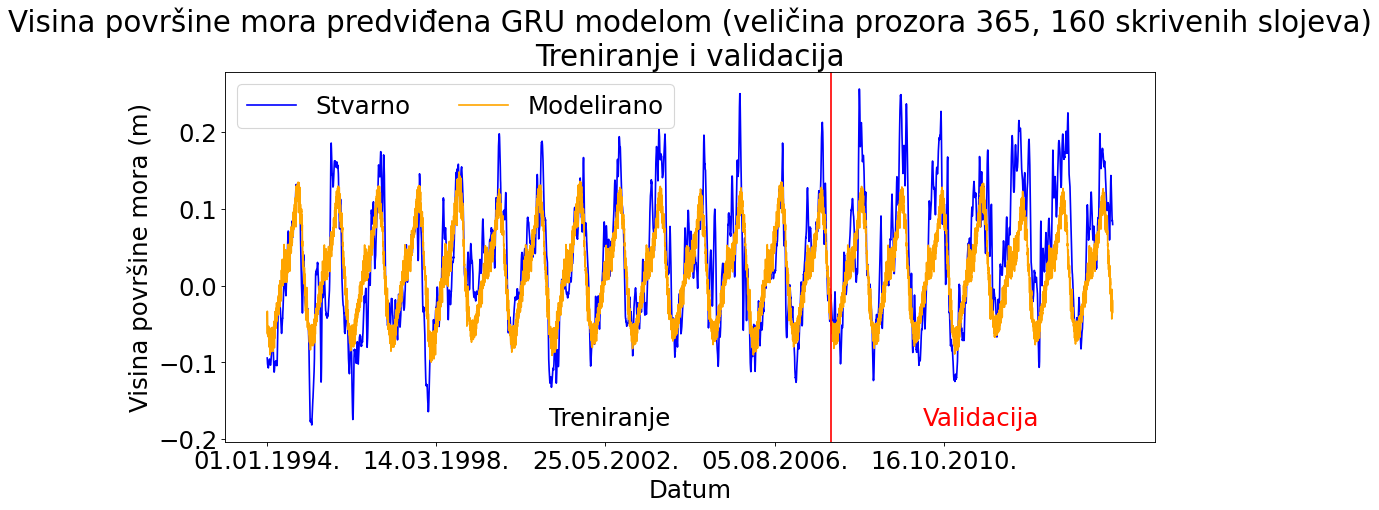 Visina površine mora predviđena GRU modelom (veličina prozora 365, 160 skrivenih slojeva)
Treniranje i validacija
Stvarno
Modelirano
Visina površine mora (m)
0.2
0.1
0.0
−0.1
−0.2
Treniranje
Validacija
01.01.1994.
14.03.1998.
25.05.2002.
05.08.2006.
16.10.2010.
Datum